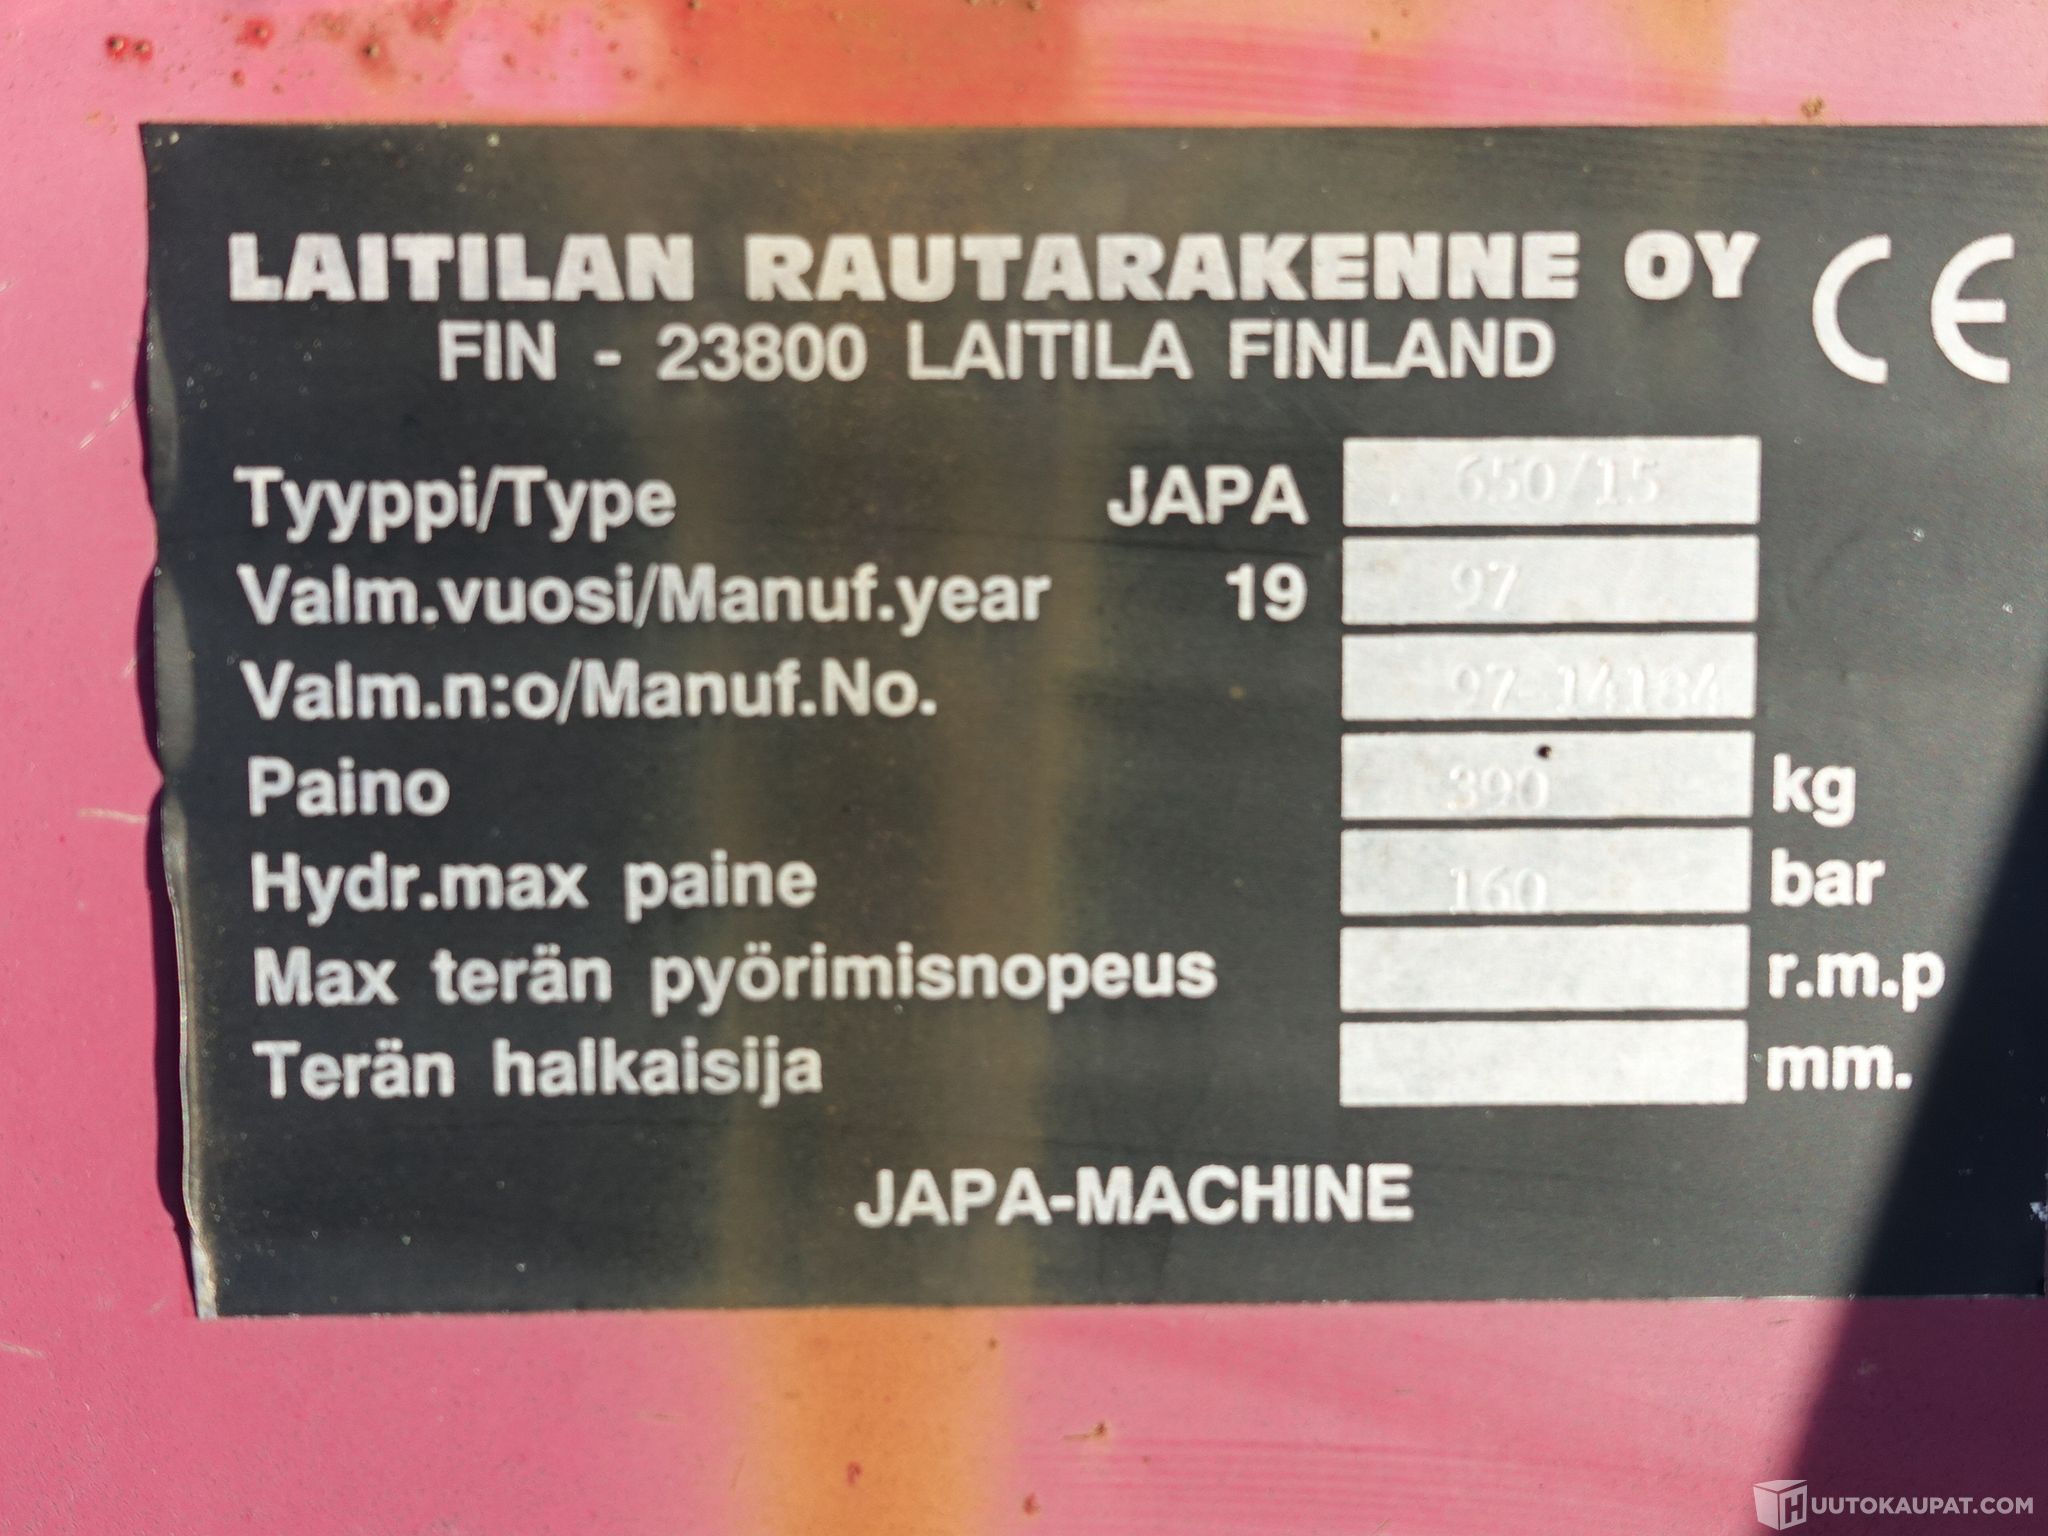 LAITILAN RAUTARAKENNE OY CE
FIN - 23800 LAITILA FINLAND
Tyyppi/Type JAPA 650/15
Valm.vuosi/Manuf.year 19 97
Valm.n:o/Manuf.No. 97-14184
Paino 390 kg
Hydr.max paine 160 bar
Max terän pyörimisnopeus r.m.p
Terän halkaisija mm.
JAPA-MACHINE
HUUTOKAUPAT.COM